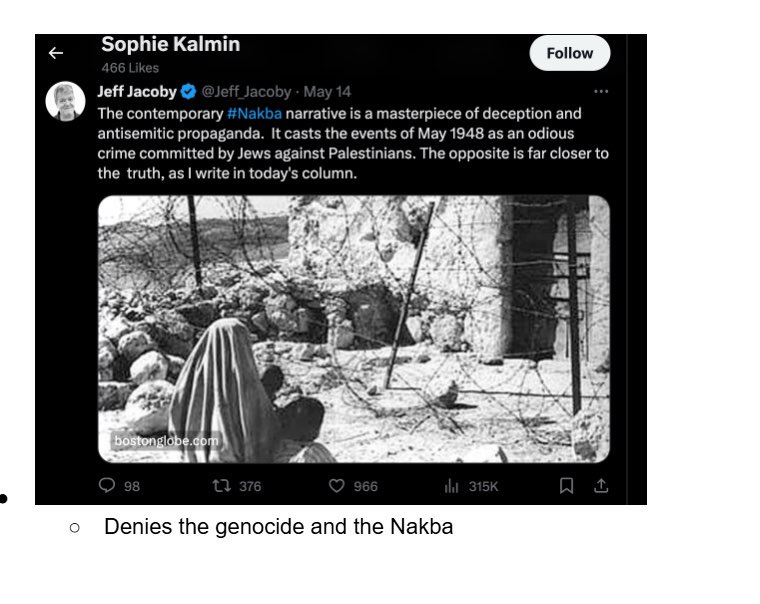 Sophie Kalmin
466 Likes
Follow
Jeff Jacoby @Jeff_Jacoby · May 14
The contemporary #Nakba narrative is a masterpiece of deception and
antisemitic propaganda.  It casts the events of May 1948 as an odious
crime committed by Jews against Palestinians. The opposite is far closer to
the truth, as I write in today's column.
bostonglobe.com
98 376 966 315K
Denies the genocide and the Nakba